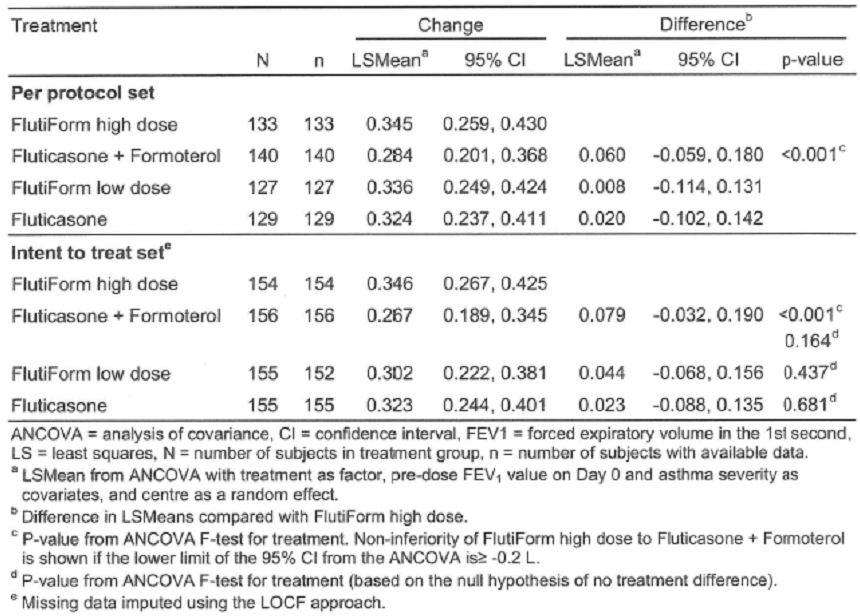 Treatment Change Difference^b
N n LSMean^a 95% CI LSMean^a 95% CI p-value
Per protocol set
FlutiForm high dose 133 133 0.345 0.259, 0.430
Fluticasone + Formoterol 140 140 0.284 0.201, 0.368 0.060 -0.059, 0.180 <0.001^c
FlutiForm low dose 127 127 0.336 0.249, 0.424 0.008 -0.114, 0.131
Fluticasone 129 129 0.324 0.237, 0.411 0.020 -0.102, 0.142
Intent to treat set^e
FlutiForm high dose 154 154 0.346 0.267, 0.425
Fluticasone + Formoterol 156 156 0.267 0.189, 0.345 0.079 -0.032, 0.190 <0.001^c
0.164^d
FlutiForm low dose 155 152 0.302 0.222, 0.381 0.044 -0.068, 0.156 0.437^d
Fluticasone 155 155 0.323 0.244, 0.401 0.023 -0.088, 0.135 0.681^d
ANCOVA = analysis of covariance, CI = confidence interval, FEV1 = forced expiratory volume in the 1st second,
LS = least squares, N = number of subjects in treatment group, n = number of subjects with available data.
^a LSMean from ANCOVA with treatment as factor, pre-dose FEV₁ value on Day 0 and asthma severity as
covariates, and centre as a random effect.
^b Difference in LSMeans compared with FlutiForm high dose.
^c P-value from ANCOVA F-test for treatment. Non-inferiority of FlutiForm high dose to Fluticasone + Formoterol
is shown if the lower limit of the 95% CI from the ANCOVA is≥ -0.2 L.
^d P-value from ANCOVA F-test for treatment (based on the null hypothesis of no treatment difference).
^e Missing data imputed using the LOCF approach.